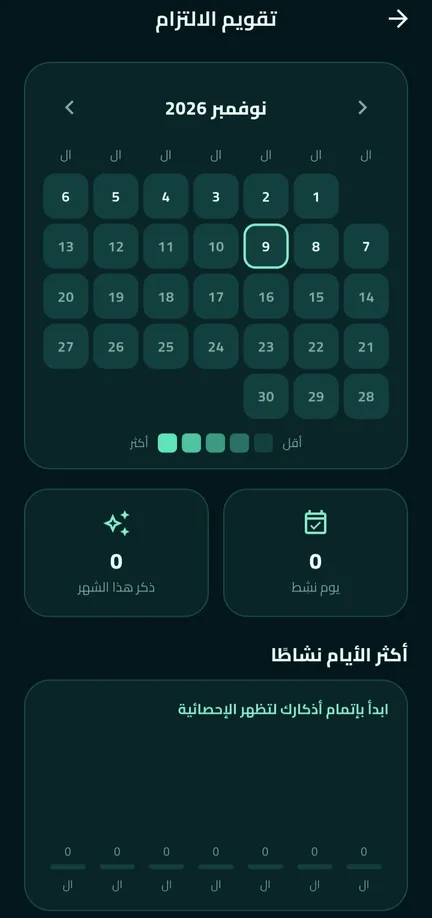 تقويم الالتزام
نوفمبر 2026
ال ال ال ال ال ال ال
1 2 3 4 5 6
7 8 9 10 11 12 13
14 15 16 17 18 19 20
21 22 23 24 25 26 27
28 29 30
أقل أكثر
0 0
يوم نشط ذكر هذا الشهر
أكثر الأيام نشاطًا
ابدأ بإتمام أذكارك لتظهر الإحصائية
0 0 0 0 0 0 0
ال ال ال ال ال ال ال